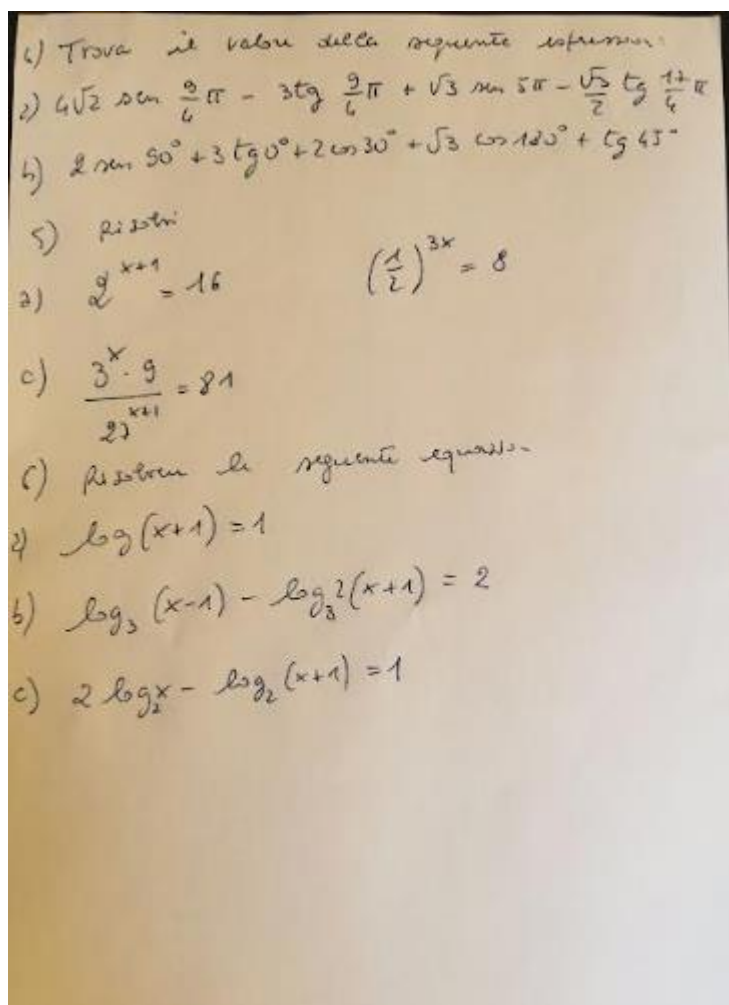 4) Trova il valore della seguente espressione
a) 4√2 sen 9/4 π - 3tg 9/4 π + √3 sen 5π - √3/2 tg 17/4 π
b) 2 sen 90° + 3 tg 0° + 2 cos 30° + √3 cos 180° + tg 45°
5) Risolvi
a) 2^(x+1) = 16 (1/2)^(3x) = 8
c) (3^x · 9)/(27^(x+1)) = 81
6) Risolvere le seguente equazioni
a) log(x+1) = 1
b) log₃ (x-1) - log₃ 2(x+1) = 2
c) 2 log₂x - log₂ (x+1) = 1